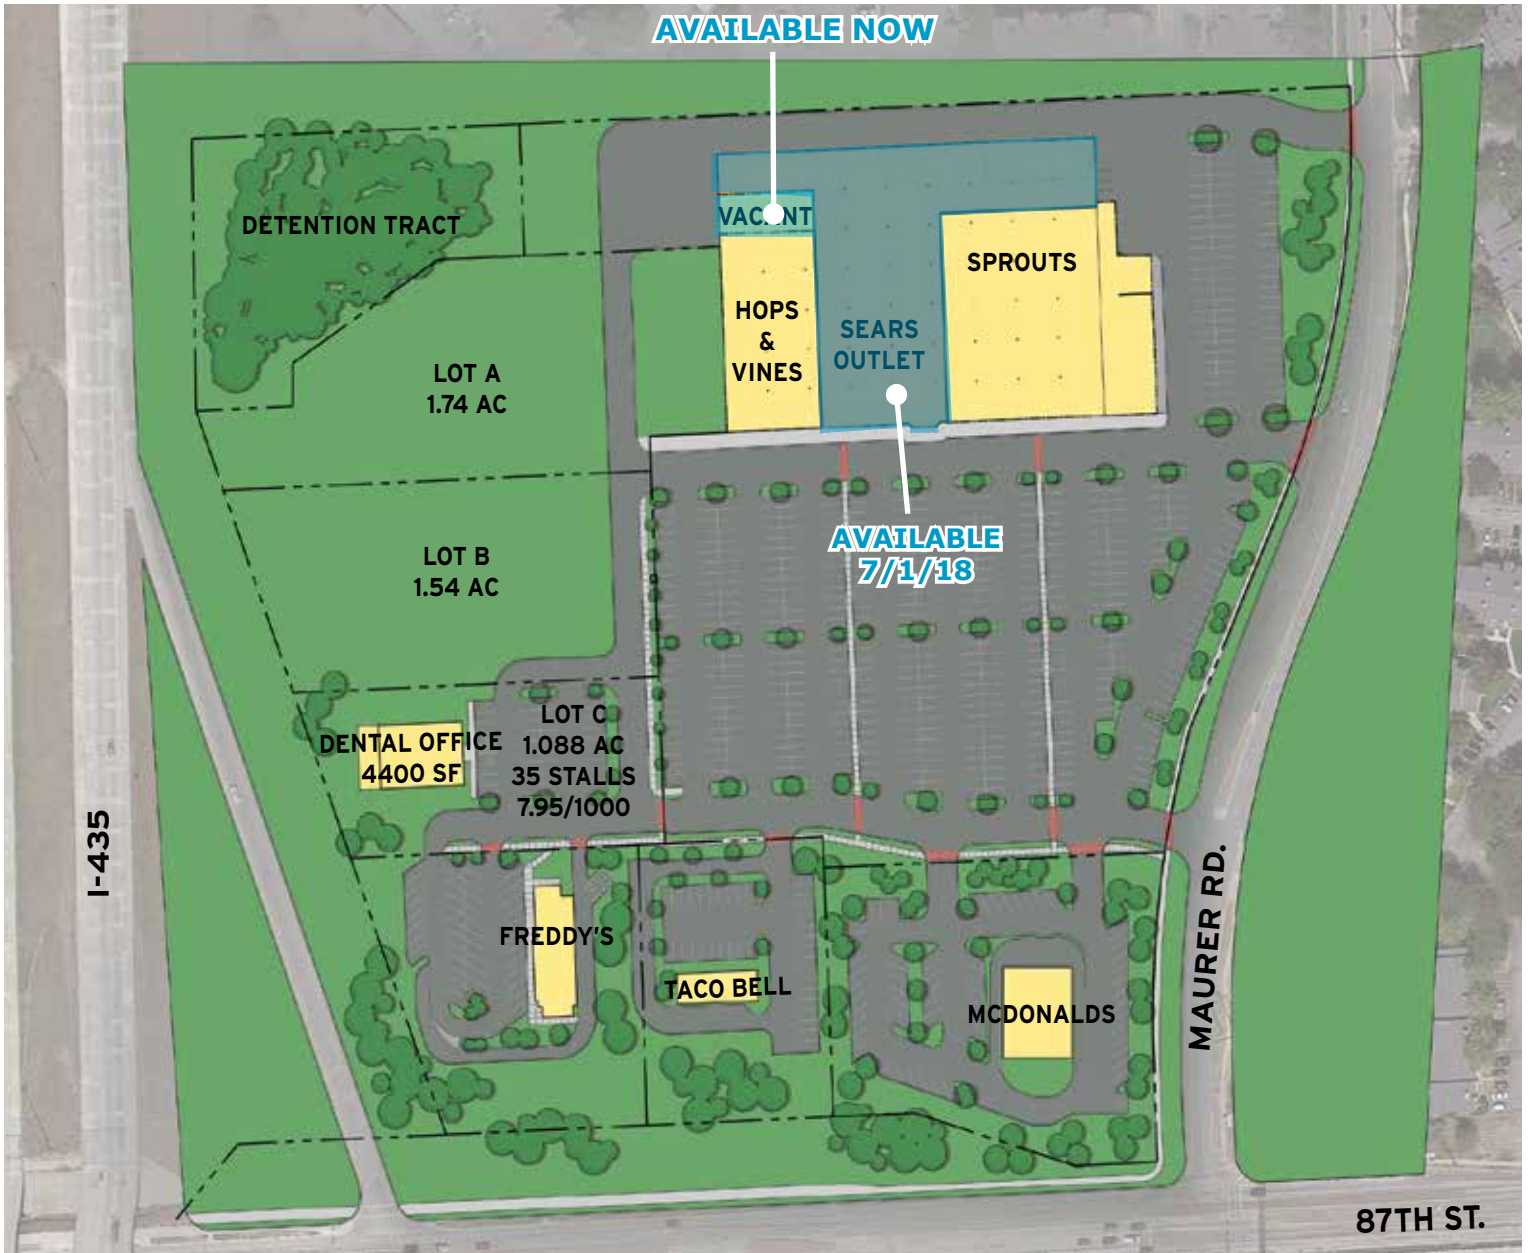 AVAILABLE NOW
VACANT
DETENTION TRACT
SPROUTS
HOPS
&
VINES
SEARS
OUTLET
LOT A
1.74 AC
AVAILABLE
7/1/18
LOT B
1.54 AC
LOT C
1.088 AC
35 STALLS
7.95/1000
DENTAL OFFICE
4400 SF
I-435
MAURER RD.
FREDDY'S
TACO BELL
MCDONALDS
87TH ST.